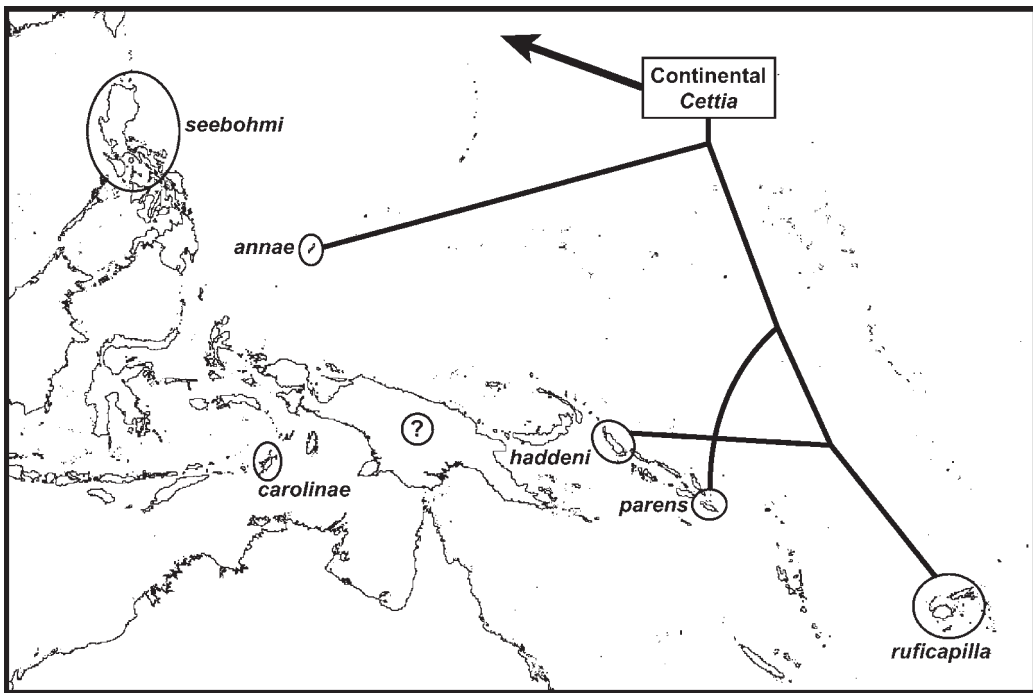 Continental
Cettia
seebohmi
annae
?
haddeni
carolinae
parens
ruficapilla